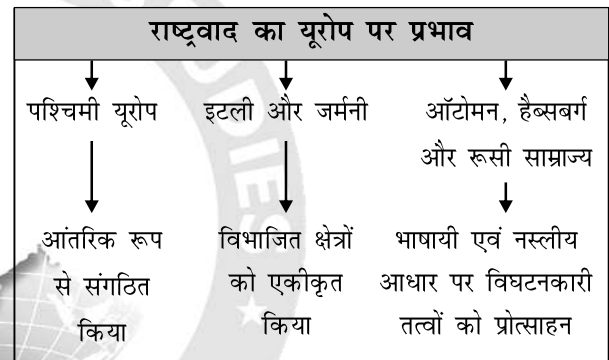 राष्ट्रवाद का यूरोप पर प्रभाव
पश्चिमी यूरोप
इटली और जर्मनी
ऑटोमन, हैब्सबर्ग
और रूसी साम्राज्य
आंतरिक रूप
से संगठित
किया
विभाजित क्षेत्रों
को एकीकृत
किया
भाषायी एवं नस्लीय
आधार पर विघटनकारी
तत्वों को प्रोत्साहन